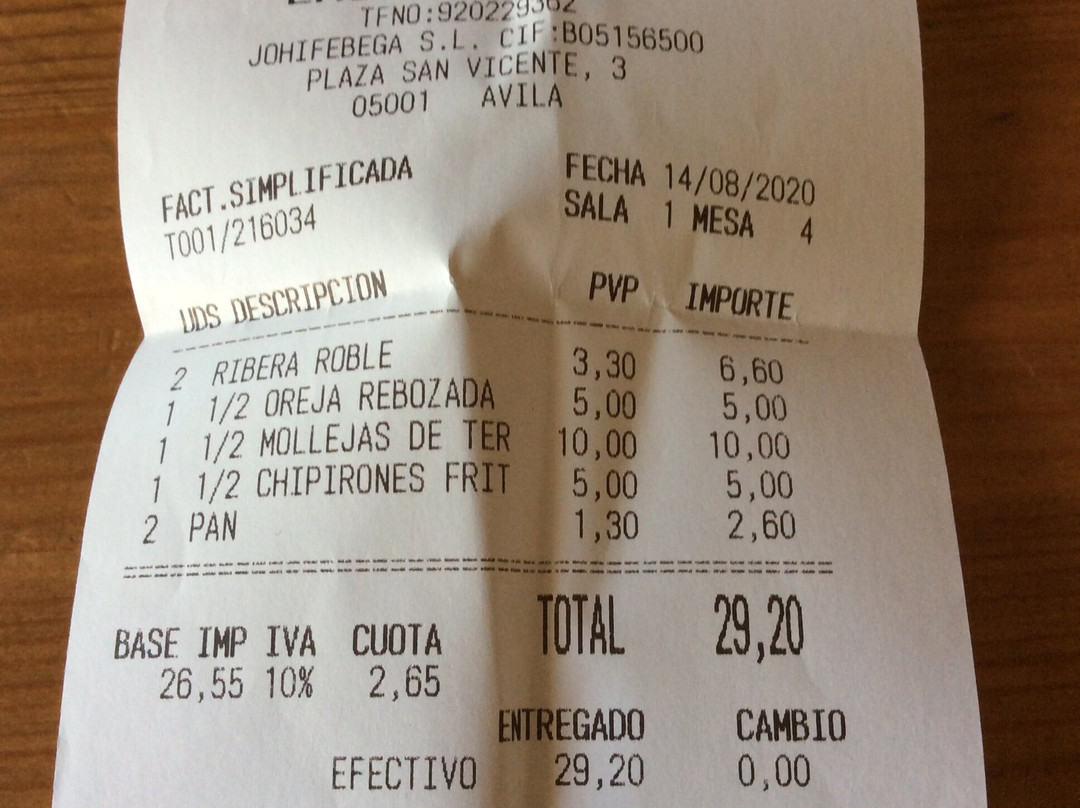 TFNO:920229362
JOHIFEBEGA S.L. CIF:B05156500
PLAZA SAN VICENTE, 3
05001 AVILA
FACT.SIMPLIFICADA FECHA 14/08/2020
T001/216034 SALA 1 MESA 4
UDS DESCRIPCION PVP IMPORTE
2 RIBERA ROBLE 3,30 6,60
1 1/2 OREJA REBOZADA 5,00 5,00
1 1/2 MOLLEJAS DE TER 10,00 10,00
1 1/2 CHIPIRONES FRIT 5,00 5,00
2 PAN 1,30 2,60
TOTAL 29,20
BASE IMP IVA CUOTA
26,55 10% 2,65
ENTREGADO CAMBIO
EFECTIVO 29,20 0,00